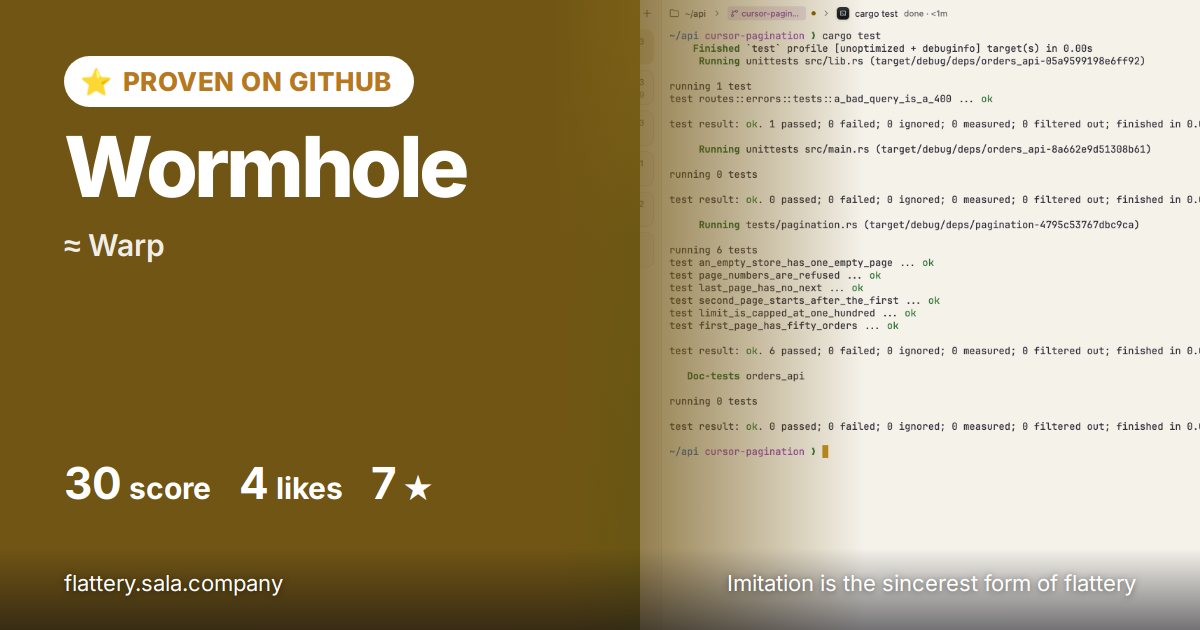 ⭐ PROVEN ON GITHUB
Wormhole
≈ Warp
30 score 4 likes 7 ★
flattery.sala.company
~/api > cursor-pagin... • > cargo test done · <1m
~/api cursor-pagination ❯ cargo test
Finished `test` profile [unoptimized + debuginfo] target(s) in 0.00s
Running unittests src/lib.rs (target/debug/deps/orders_api-05a9599198e6ff92)
running 1 test
test routes::errors::tests::a_bad_query_is_a_400 ... ok
test result: ok. 1 passed; 0 failed; 0 ignored; 0 measured; 0 filtered out; finished in 0.0
Running unittests src/main.rs (target/debug/deps/orders_api-8a662e9d51308b61)
running 0 tests
test result: ok. 0 passed; 0 failed; 0 ignored; 0 measured; 0 filtered out; finished in 0.0
Running tests/pagination.rs (target/debug/deps/pagination-4795c53767dbc9ca)
running 6 tests
test an_empty_store_has_one_empty_page ... ok
test page_numbers_are_refused ... ok
test last_page_has_no_next ... ok
test second_page_starts_after_the_first ... ok
test limit_is_capped_at_one_hundred ... ok
test first_page_has_fifty_orders ... ok
test result: ok. 6 passed; 0 failed; 0 ignored; 0 measured; 0 filtered out; finished in 0.0
Doc-tests orders_api
running 0 tests
test result: ok. 0 passed; 0 failed; 0 ignored; 0 measured; 0 filtered out; finished in 0.0
~/api cursor-pagination ❯
Imitation is the sincerest form of flattery